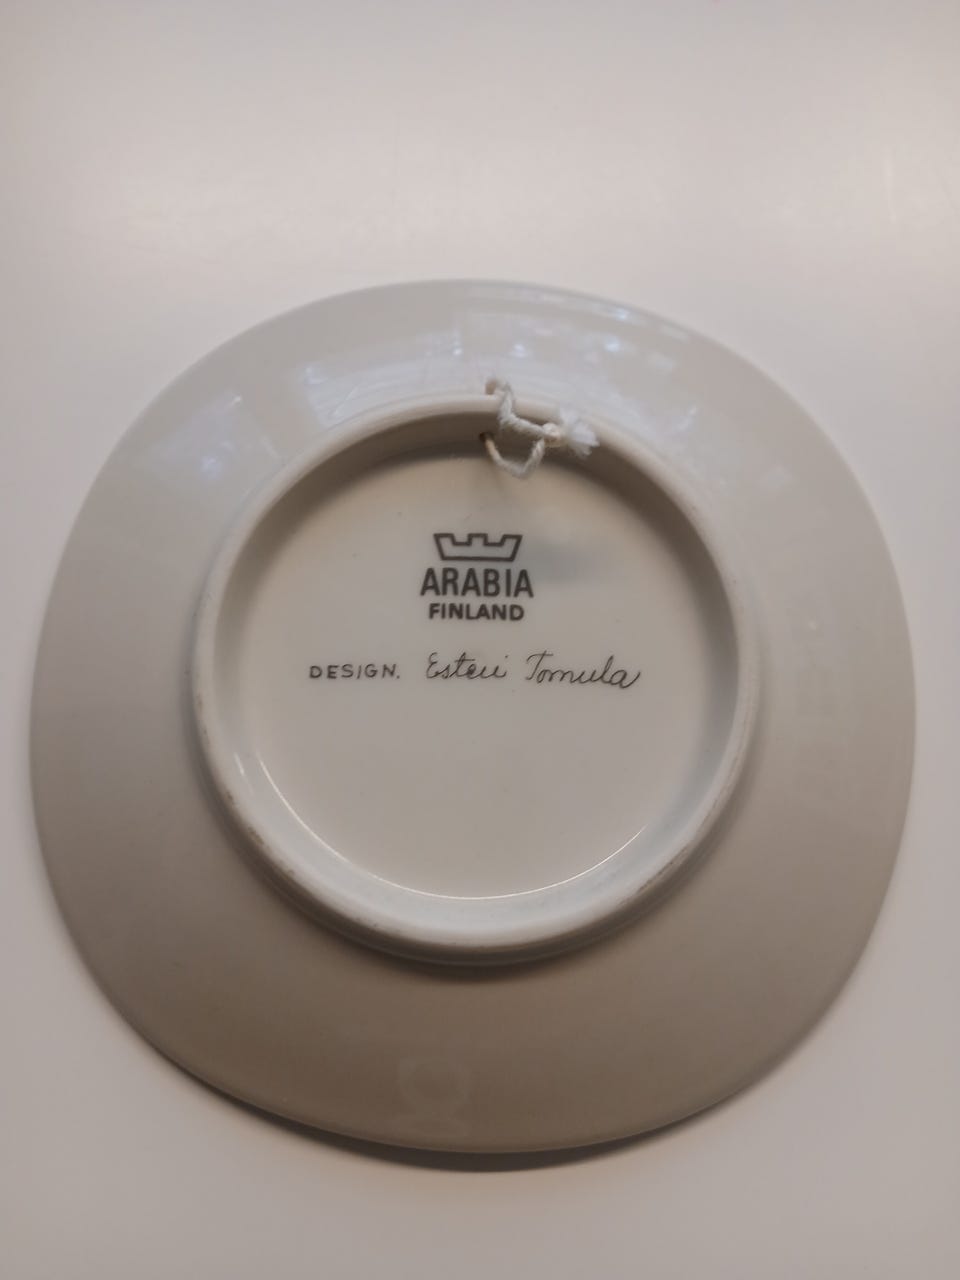 ARABIA
FINLAND
DESIGN. Esteri Tomula